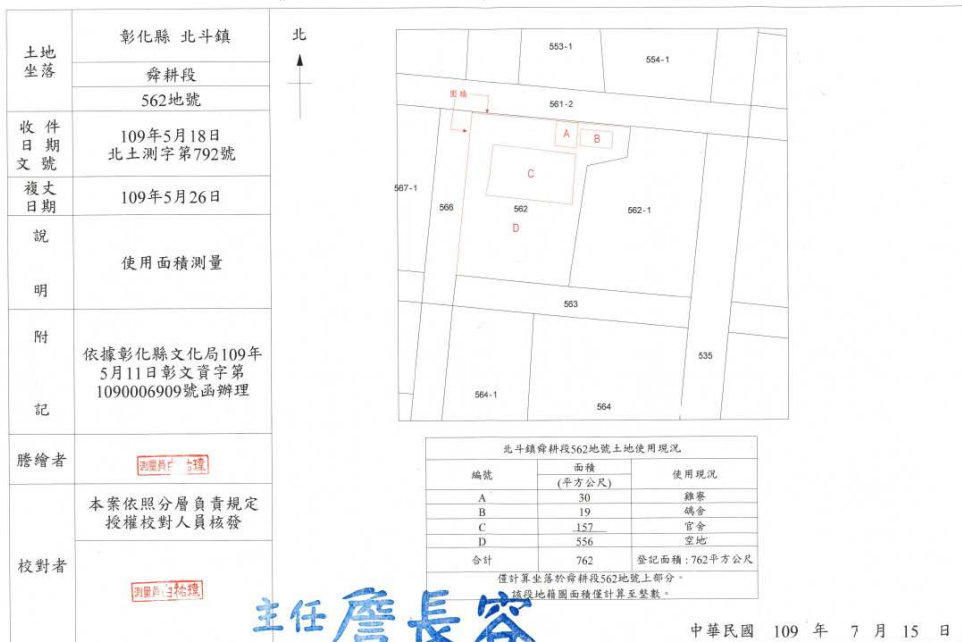 土地
坐落
彰化縣 北斗鎮
舜耕段
562地號
收件
日期
文號
109年5月18日
北土測字第792號
複丈
日期
109年5月26日
說
明
使用面積測量
附
記
依據彰化縣文化局109年
5月11日彰文資字第
1090006909號函辦理
謄繪者
校對者
本案依照分層負責規定
授權校對人員核發
北
553-1
554-1
561-2
圍牆
A
B
C
567-1
566
562
562-1
D
563
535
564-1
564
北斗鎮舜耕段562地號土地使用現況
編號 面積
(平方公尺) 使用現況
A 30 雞寮
B 19 鴿舍
C 157 官舍
D 556 空地
合計 762 登記面積:762平方公尺
僅計算坐落於舜耕段562地號上部分。
該段地籍圖面積僅計算至整數。
主任詹長容
中華民國 109 年 7 月 15 日